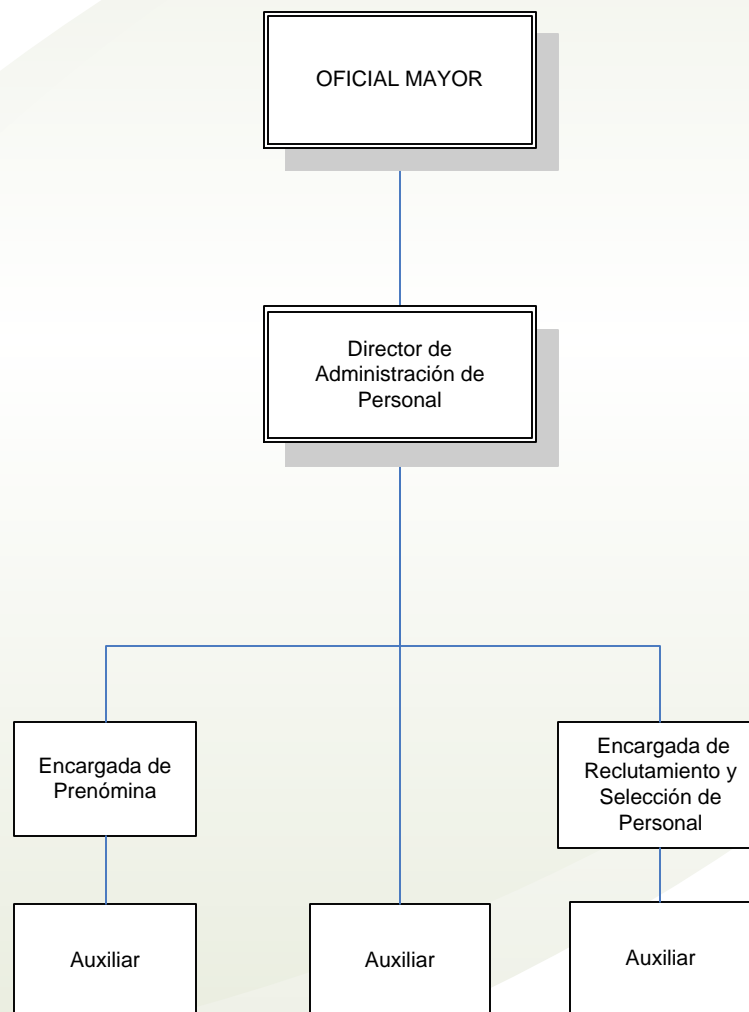 OFICIAL MAYOR
Director de
Administración de
Personal
Encargada de
Prenómina
Encargada de
Reclutamiento y
Selección de
Personal
Auxiliar
Auxiliar
Auxiliar